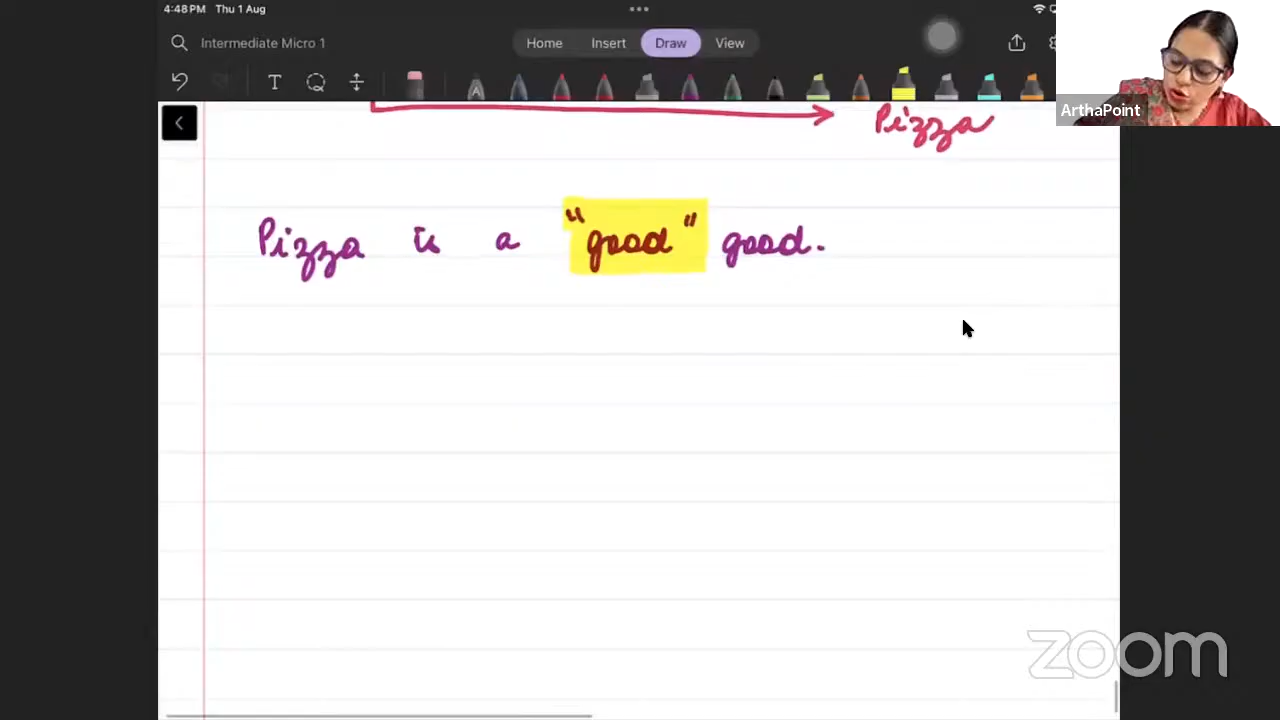 4:48 PM Thu 1 Aug
Intermediate Micro 1
Home Insert Draw View
T
A
ArthaPoint
Pizza
Pizza is a "good" good.
zoom